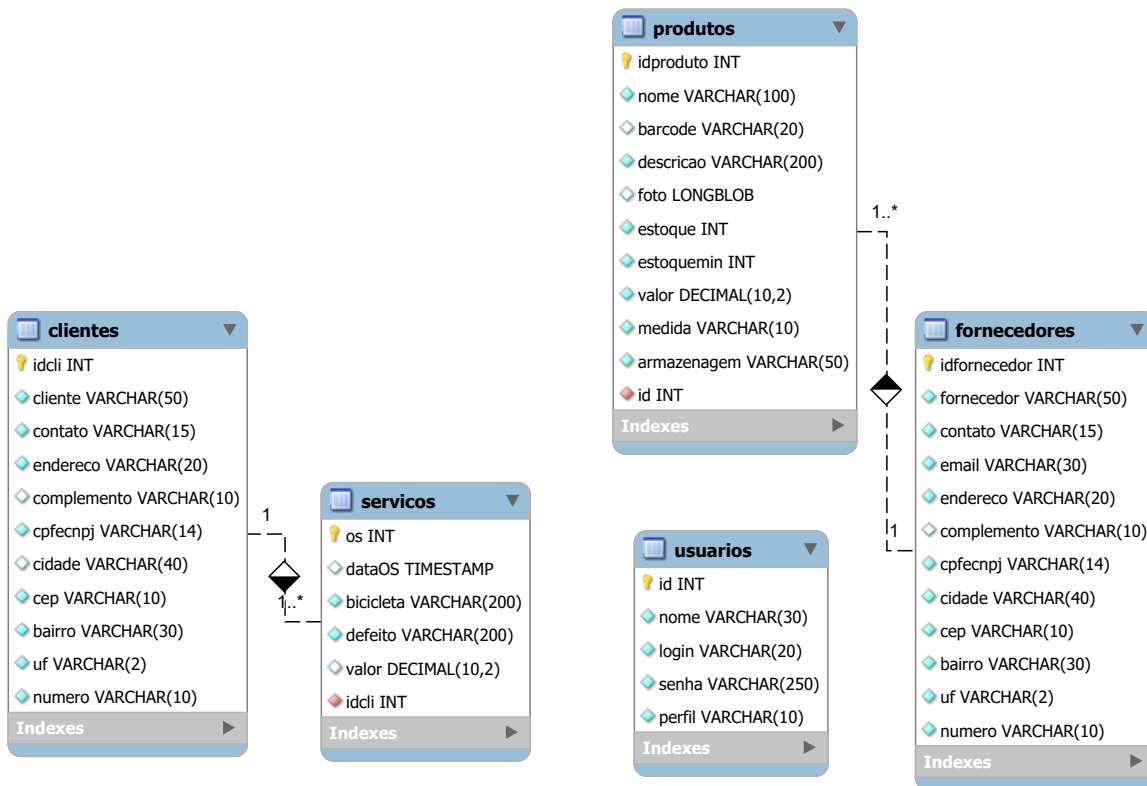 produtos
idproduto INT
nome VARCHAR(100)
barcode VARCHAR(20)
descricao VARCHAR(200)
foto LONGBLOB
estoque INT
estoquemin INT
valor DECIMAL(10,2)
medida VARCHAR(10)
armazenagem VARCHAR(50)
id INT
Indexes
1..*
1
clientes
idcli INT
cliente VARCHAR(50)
contato VARCHAR(15)
endereco VARCHAR(20)
complemento VARCHAR(10)
cpfecnpj VARCHAR(14)
cidade VARCHAR(40)
cep VARCHAR(10)
bairro VARCHAR(30)
uf VARCHAR(2)
numero VARCHAR(10)
Indexes
1
1..*
servicos
os INT
dataOS TIMESTAMP
bicicleta VARCHAR(200)
defeito VARCHAR(200)
valor DECIMAL(10,2)
idcli INT
Indexes
usuarios
id INT
nome VARCHAR(30)
login VARCHAR(20)
senha VARCHAR(250)
perfil VARCHAR(10)
Indexes
fornecedores
idfornecedor INT
fornecedor VARCHAR(50)
contato VARCHAR(15)
email VARCHAR(30)
endereco VARCHAR(20)
complemento VARCHAR(10)
cpfecnpj VARCHAR(14)
cidade VARCHAR(40)
cep VARCHAR(10)
bairro VARCHAR(30)
uf VARCHAR(2)
numero VARCHAR(10)
Indexes